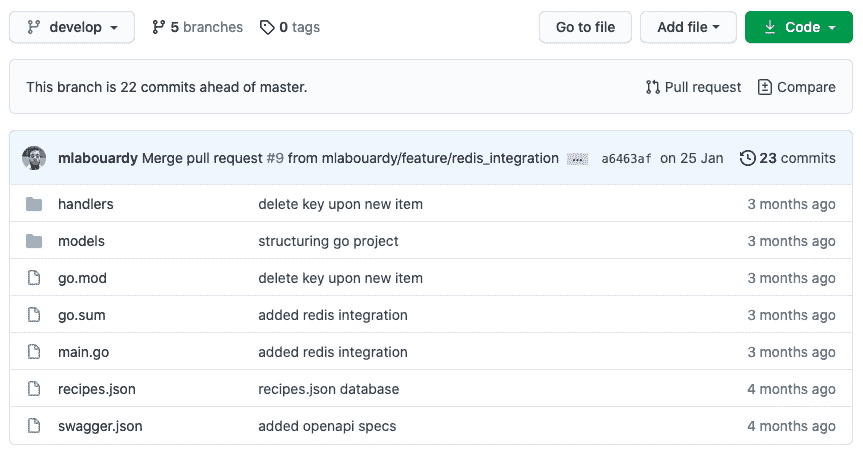 develop 5 branches 0 tags Go to file Add file Code
This branch is 22 commits ahead of master. Pull request Compare
mlabouardy Merge pull request #9 from mlabouardy/feature/redis_integration ... a6463af on 25 Jan 23 commits
handlers delete key upon new item 3 months ago
models structuring go project 3 months ago
go.mod delete key upon new item 3 months ago
go.sum added redis integration 3 months ago
main.go added redis integration 3 months ago
recipes.json recipes.json database 4 months ago
swagger.json added openapi specs 4 months ago